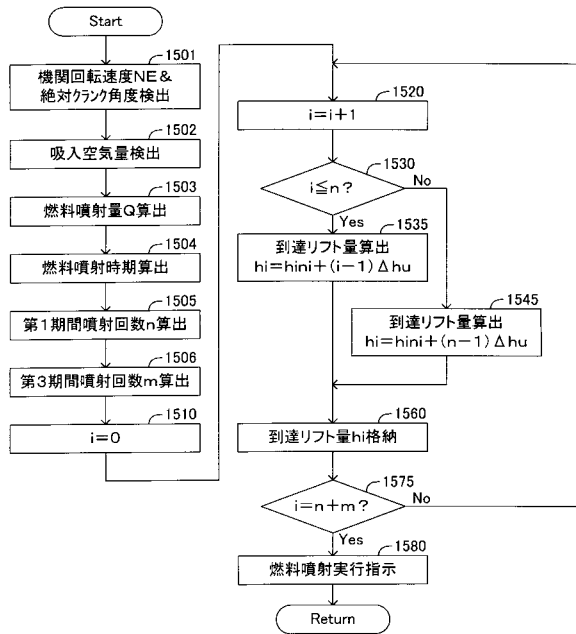 Start
1501
機関回転速度NE&
絶対クランク角度検出
1502
吸入空気量検出
1503
燃料噴射量Q算出
1504
燃料噴射時期算出
1505
第1期間噴射回数n算出
1506
第3期間噴射回数m算出
1510
i=0
1520
i=i+1
1530
i≦n?
No
Yes
1535
到達リフト量算出
hi=hini+(i-1)Δhu
1545
到達リフト量算出
hi=hini+(n-1)Δhu
1560
到達リフト量hi格納
1575
i=n+m?
No
Yes
1580
燃料噴射実行指示
Return